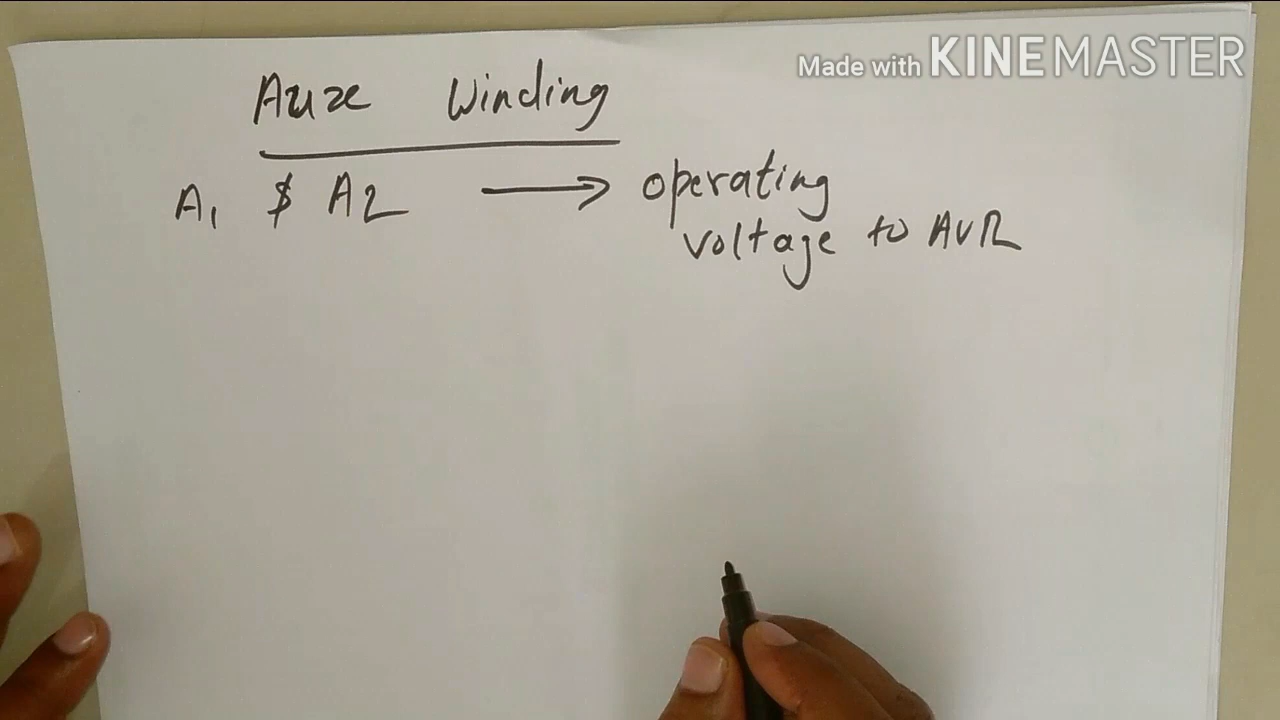 Made with KINEMASTER
Auxe Winding
A1 $ A2 → operating
voltage to AVR